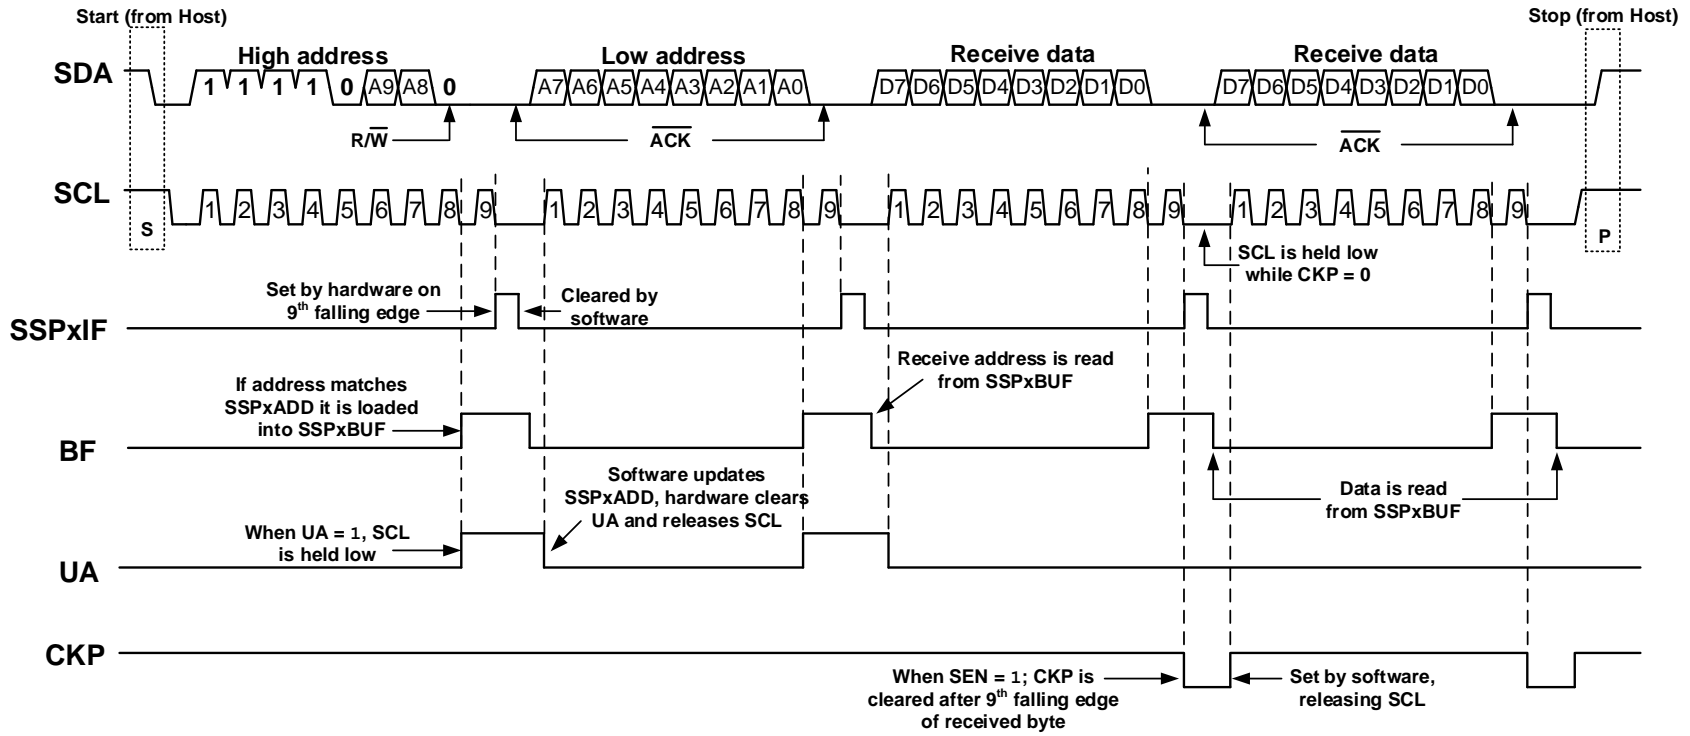 Start (from Host)
Stop (from Host)
High address
Low address
Receive data
Receive data
SDA
1 1 1 1 0 A9 A8 0
A7 A6 A5 A4 A3 A2 A1 A0
D7 D6 D5 D4 D3 D2 D1 D0
D7 D6 D5 D4 D3 D2 D1 D0
R/W̅
A̅C̅K̅
A̅C̅K̅
SCL
1 2 3 4 5 6 7 8 9
1 2 3 4 5 6 7 8 9
1 2 3 4 5 6 7 8 9
1 2 3 4 5 6 7 8 9
S
P
SCL is held low
while CKP = 0
Set by hardware on
9th falling edge
Cleared by
software
SSPxIF
Receive address is read
from SSPxBUF
If address matches
SSPxADD it is loaded
into SSPxBUF
BF
Software updates
SSPxADD, hardware clears
UA and releases SCL
Data is read
from SSPxBUF
When UA = 1, SCL
is held low
UA
CKP
When SEN = 1; CKP is
cleared after 9th falling edge
of received byte
Set by software,
releasing SCL